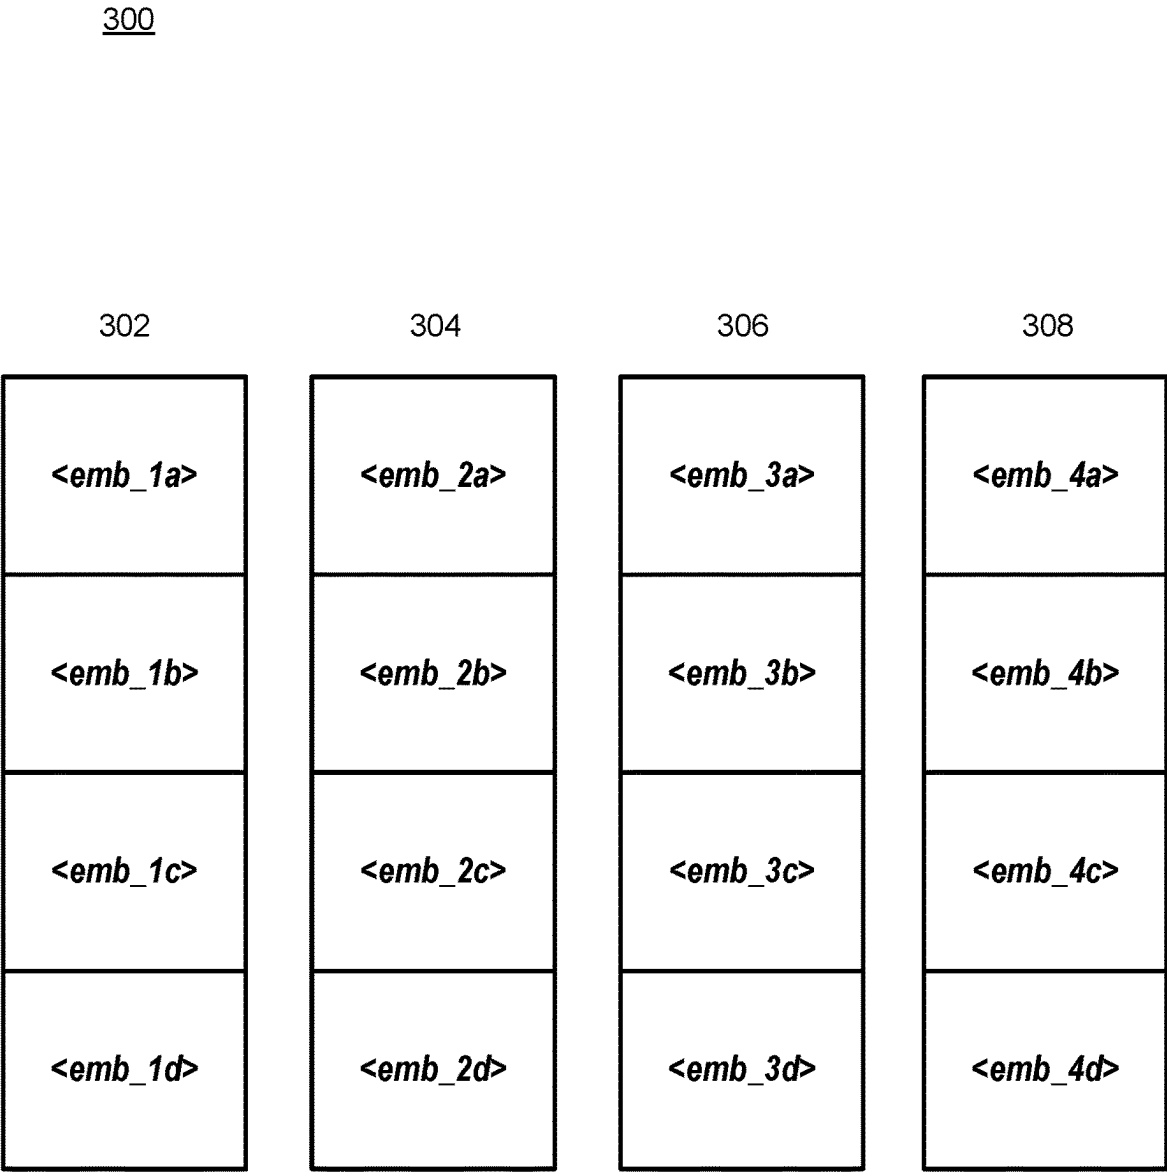 300
302 304 306 308
<emb_1a> <emb_2a> <emb_3a> <emb_4a>
<emb_1b> <emb_2b> <emb_3b> <emb_4b>
<emb_1c> <emb_2c> <emb_3c> <emb_4c>
<emb_1d> <emb_2d> <emb_3d> <emb_4d>